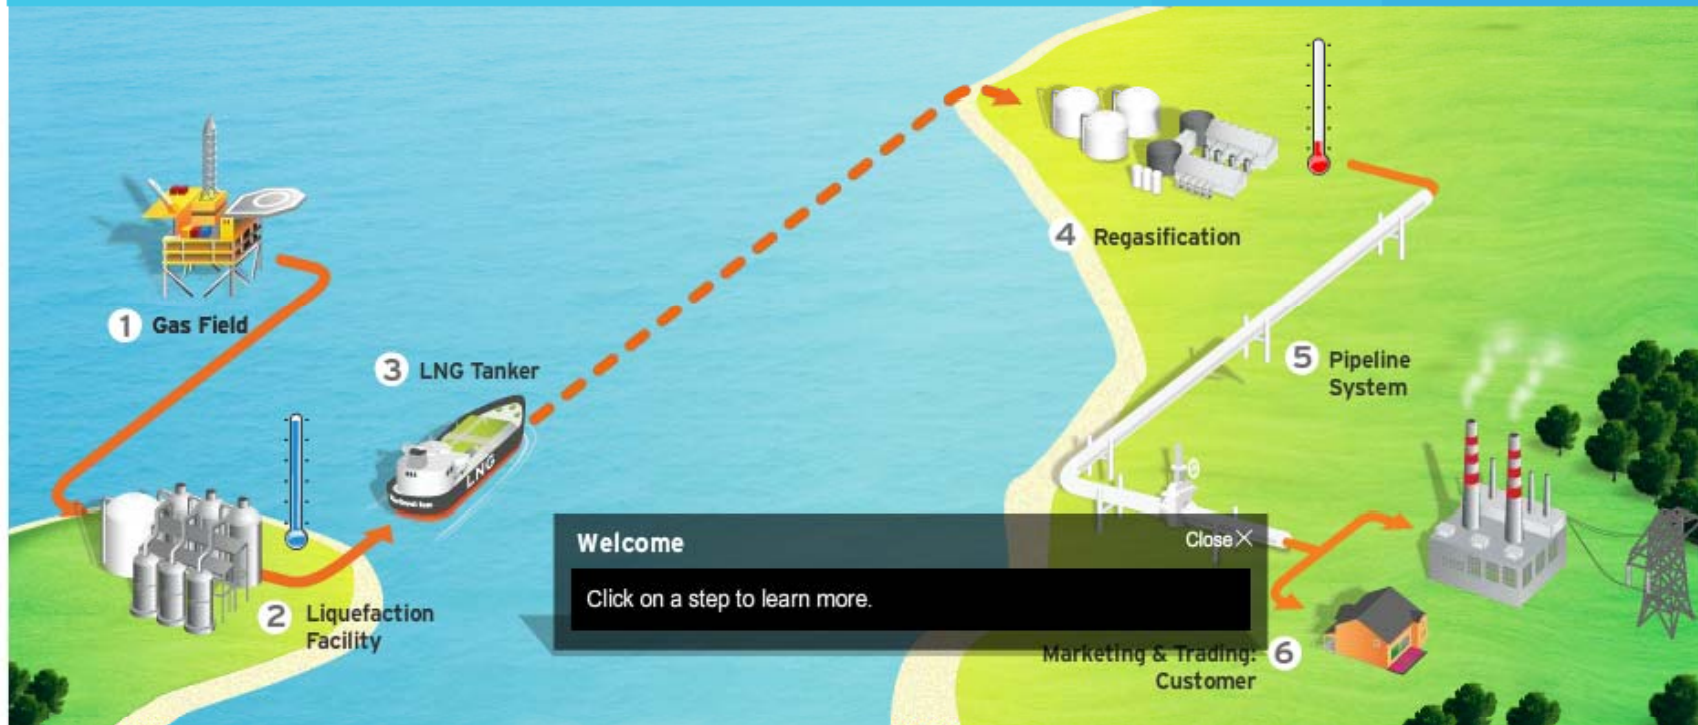 1 Gas Field
2 Liquefaction
Facility
3 LNG Tanker
LNG
4 Regasification
5 Pipeline
System
Marketing & Trading: 6
Customer
Welcome
Close X
Click on a step to learn more.